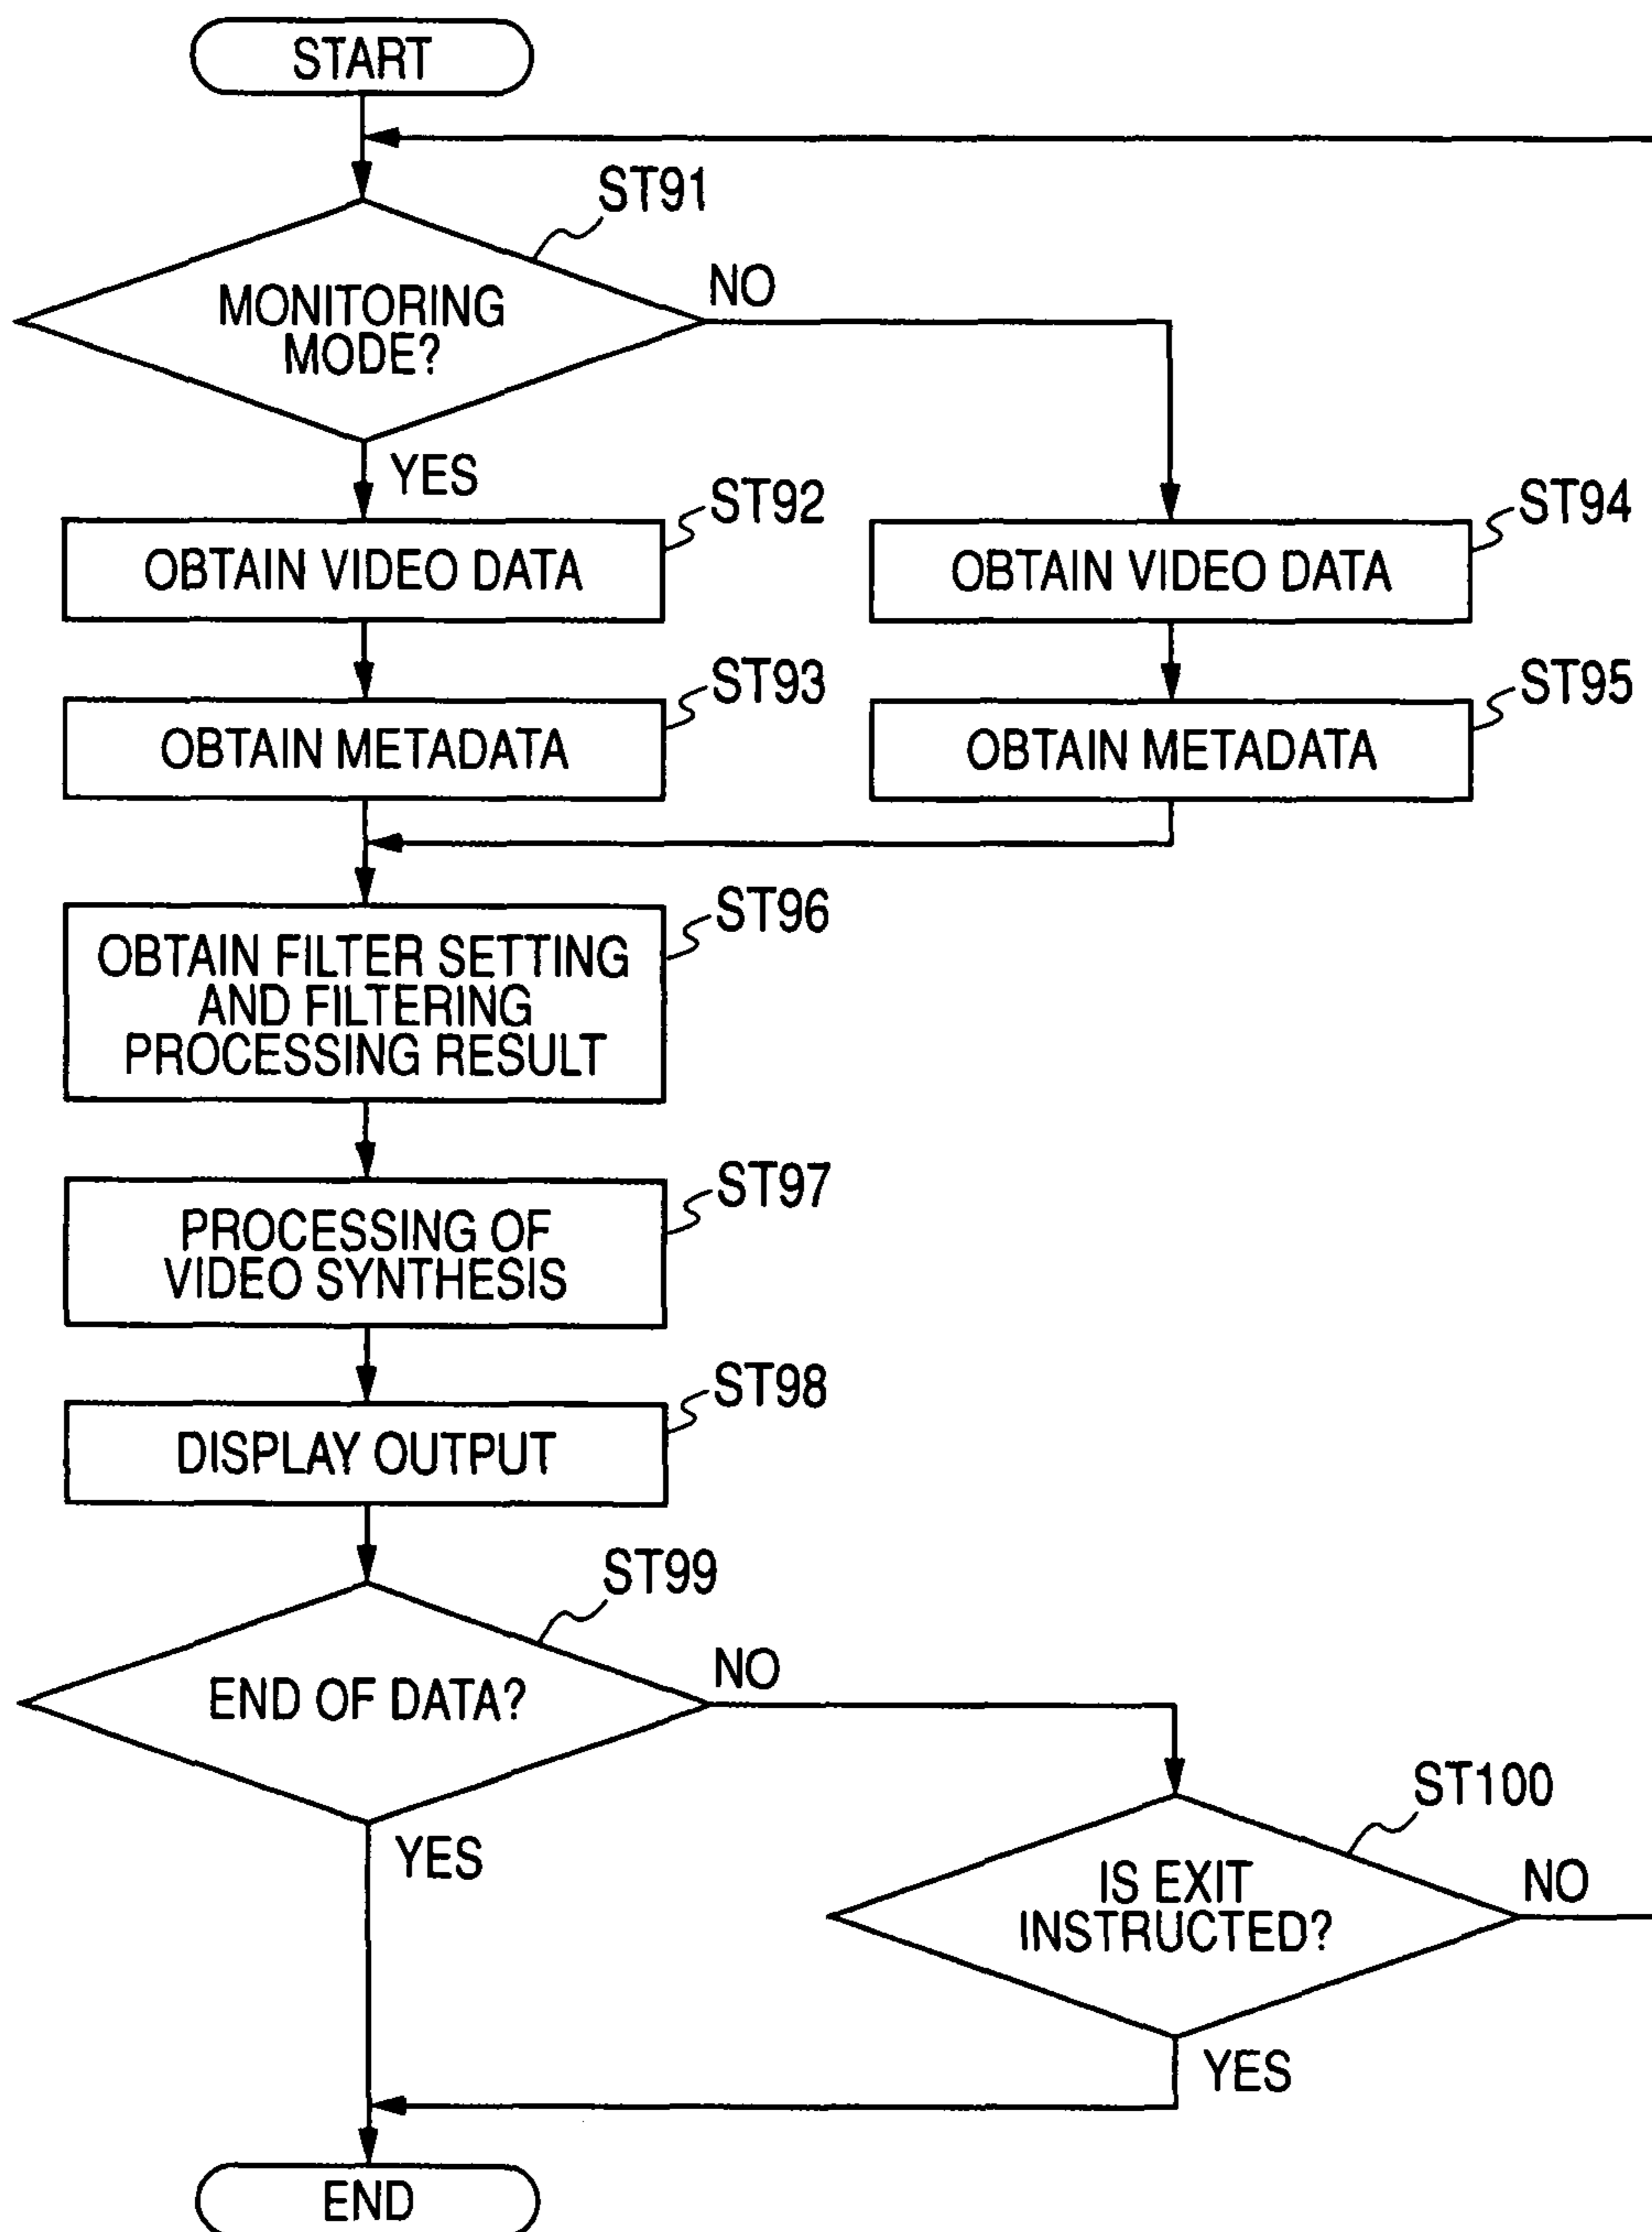 START
ST91
MONITORING
MODE?
NO
YES
ST92
OBTAIN VIDEO DATA
ST94
OBTAIN VIDEO DATA
ST93
OBTAIN METADATA
ST95
OBTAIN METADATA
ST96
OBTAIN FILTER SETTING
AND FILTERING
PROCESSING RESULT
ST97
PROCESSING OF
VIDEO SYNTHESIS
ST98
DISPLAY OUTPUT
ST99
END OF DATA?
NO
YES
ST100
IS EXIT
INSTRUCTED?
NO
YES
END